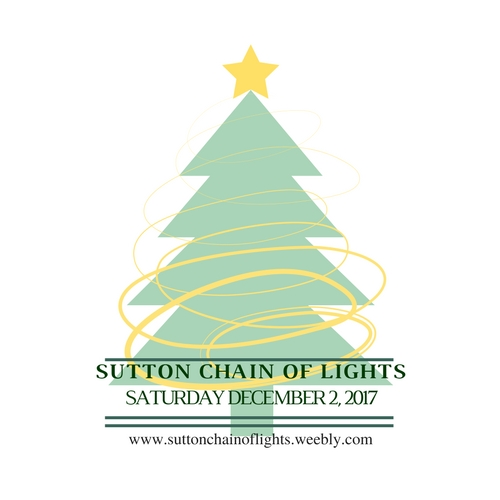 SUTTON CHAIN OF LIGHTS
SATURDAY DECEMBER 2, 2017
www.suttonchainoflights.weebly.com